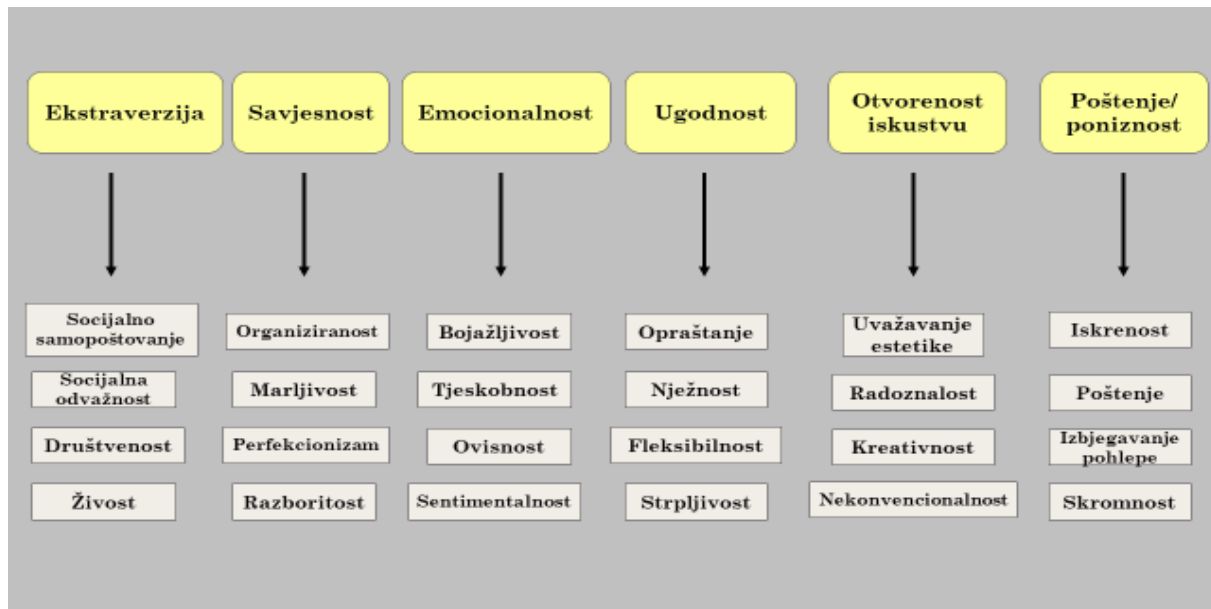 Ekstraverzija
Savjesnost
Emocionalnost
Ugodnost
Otvorenost
iskustvu
Poštenje/
poniznost
Socijalno
samopoštovanje
Organiziranost
Bojažljivost
Opraštanje
Uvažavanje
estetike
Iskrenost
Socijalna
odvažnost
Marljivost
Tjeskobnost
Nježnost
Radoznalost
Poštenje
Društvenost
Perfekcionizam
Ovisnost
Fleksibilnost
Kreativnost
Izbjegavanje
pohlepe
Živost
Razboritost
Sentimentalnost
Strpljivost
Nekonvencionalnost
Skromnost